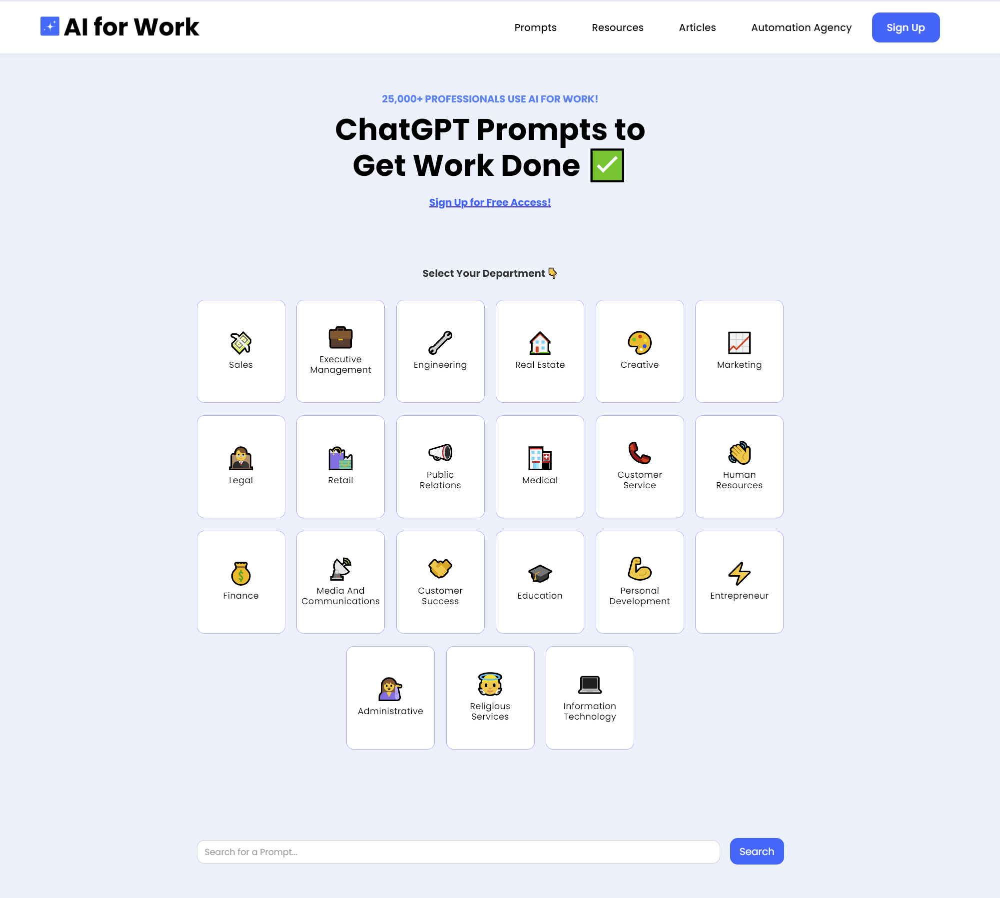 AI for Work
Prompts
Resources
Articles
Automation Agency
Sign Up
25,000+ PROFESSIONALS USE AI FOR WORK!
ChatGPT Prompts to
Get Work Done ✅
Sign Up for Free Access!
Select Your Department 👇
Sales
Executive
Management
Engineering
Real Estate
Creative
Marketing
Legal
Retail
Public
Relations
Medical
Customer
Service
Human
Resources
Finance
Media And
Communications
Customer
Success
Education
Personal
Development
Entrepreneur
Administrative
Religious
Services
Information
Technology
Search for a Prompt...
Search